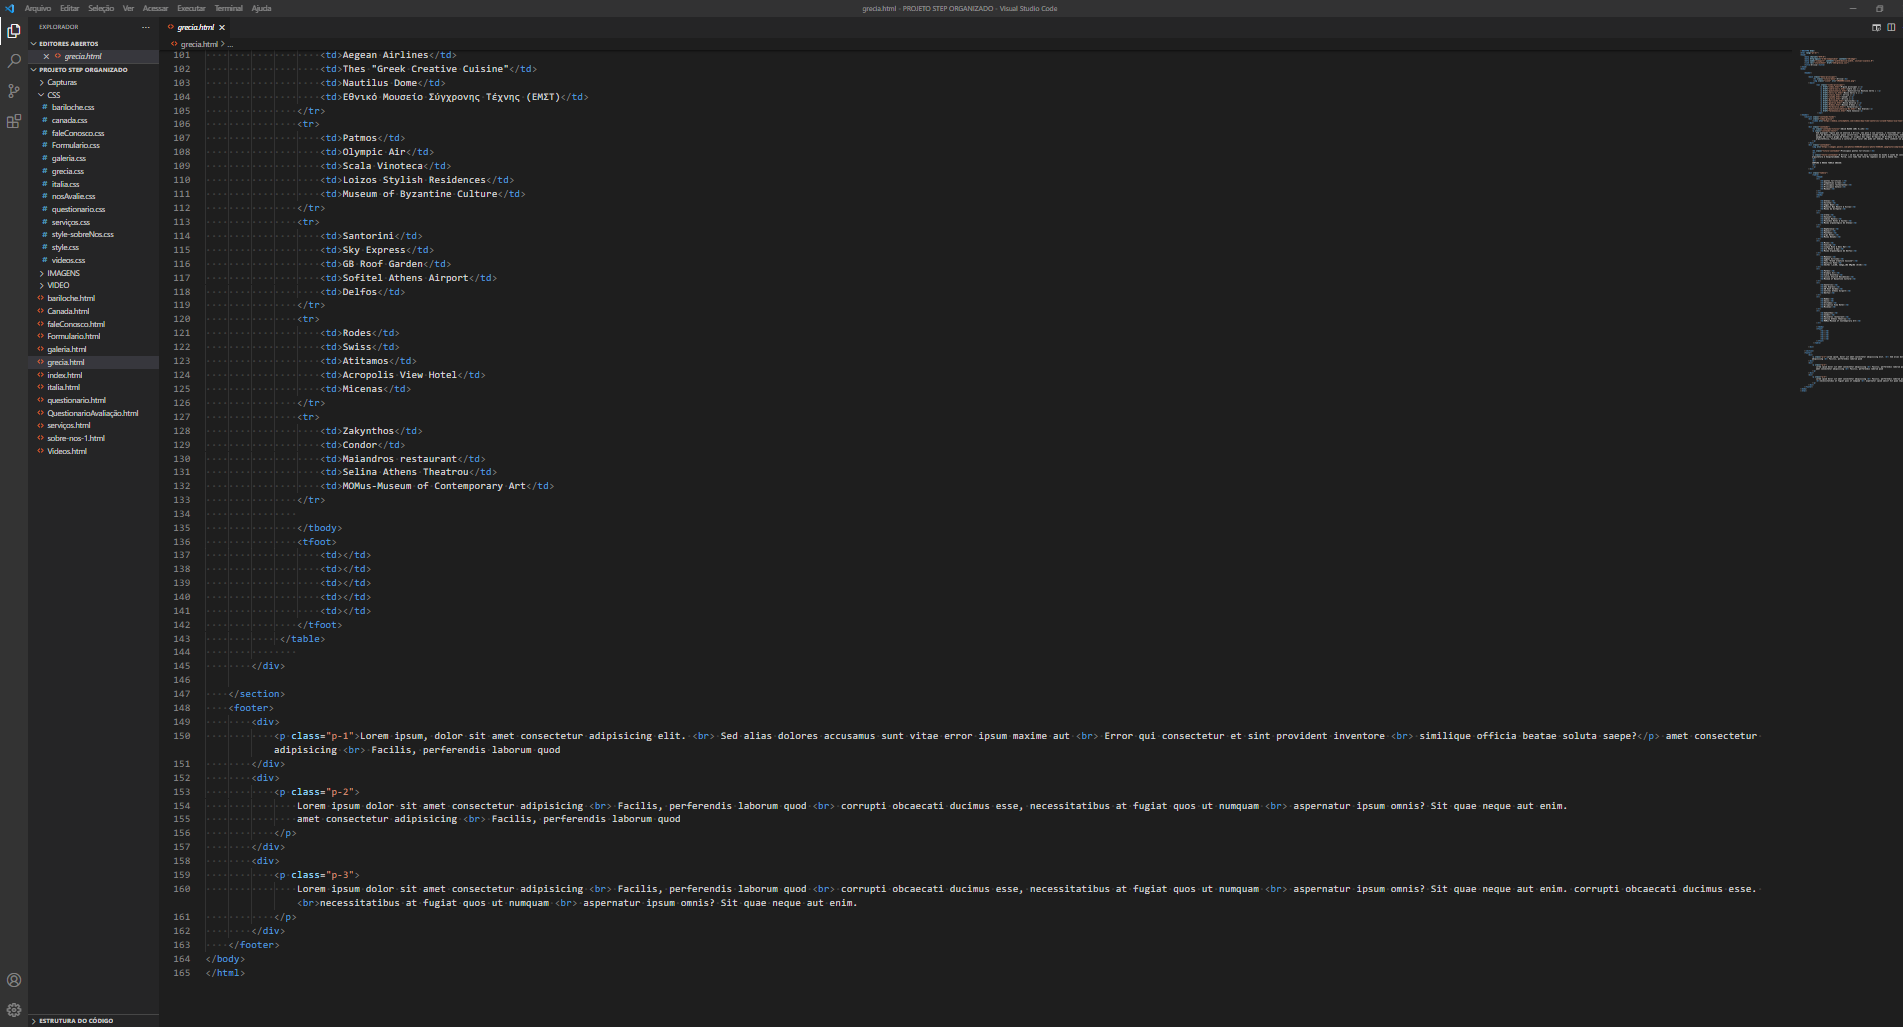 Arquivo Editar Seleção Ver Acessar Executar Terminal Ajuda
grecia.html - PROJETO STEP ORGANIZADO - Visual Studio Code
EXPLORADOR ...
EDITORES ABERTOS
grecia.html
PROJETO STEP ORGANIZADO
Capturas
CSS
# bariloche.css
# canada.css
# faleConosco.css
# Formulario.css
# galeria.css
# grecia.css
# italia.css
# nosAvalie.css
# questionario.css
# serviços.css
# style-sobreNos.css
# style.css
# videos.css
IMAGENS
VIDEO
<> bariloche.html
<> Canada.html
<> faleConosco.html
<> Formulario.html
<> galeria.html
<> grecia.html
<> index.html
<> italia.html
<> questionario.html
<> QuestionarioAvaliação.html
<> serviços.html
<> sobre-nos-1.html
<> Videos.html
ESTRUTURA DO CÓDIGO
<> grecia.html
<> grecia.html > ...
101 <td>Aegean Airlines</td>
102 <td>Thes "Greek Creative Cuisine"</td>
103 <td>Nautilus Dome</td>
104 <td>Εθνικό Μουσείο Σύγχρονης Τέχνης (ΕΜΣΤ)</td>
105 </tr>
106 <tr>
107 <td>Patmos</td>
108 <td>Olympic Air</td>
109 <td>Scala Vinoteca</td>
110 <td>Loizos Stylish Residences</td>
111 <td>Museum of Byzantine Culture</td>
112 </tr>
113 <tr>
114 <td>Santorini</td>
115 <td>Sky Express</td>
116 <td>GB Roof Garden</td>
117 <td>Sofitel Athens Airport</td>
118 <td>Delfos</td>
119 </tr>
120 <tr>
121 <td>Rodes</td>
122 <td>Swiss</td>
123 <td>Atitamos</td>
124 <td>Acropolis View Hotel</td>
125 <td>Micenas</td>
126 </tr>
127 <tr>
128 <td>Zakynthos</td>
129 <td>Condor</td>
130 <td>Maiandros restaurant</td>
131 <td>Selina Athens Theatrou</td>
132 <td>MOMus-Museum of Contemporary Art</td>
133 </tr>
134
135 </tbody>
136 <tfoot>
137 <td></td>
138 <td></td>
139 <td></td>
140 <td></td>
141 <td></td>
142 </tfoot>
143 </table>
144
145 </div>
146
147 </section>
148 <footer>
149 <div>
150 <p class="p-1">Lorem ipsum, dolor sit amet consectetur adipisicing elit. <br> Sed alias dolores accusamus sunt vitae error ipsum maxime aut <br> Error qui consectetur et sint provident inventore <br> similique officia beatae soluta saepe?</p> amet consectetur
adipisicing <br> Facilis, perferendis laborum quod
151 </div>
152 <div>
153 <p class="p-2">
154 Lorem ipsum dolor sit amet consectetur adipisicing <br> Facilis, perferendis laborum quod <br> corrupti obcaecati ducimus esse, necessitatibus at fugiat quos ut numquam <br> aspernatur ipsum omnis? Sit quae neque aut enim.
155 amet consectetur adipisicing <br> Facilis, perferendis laborum quod
156 </p>
157 </div>
158 <div>
159 <p class="p-3">
160 Lorem ipsum dolor sit amet consectetur adipisicing <br> Facilis, perferendis laborum quod <br> corrupti obcaecati ducimus esse, necessitatibus at fugiat quos ut numquam <br> aspernatur ipsum omnis? Sit quae neque aut enim. corrupti obcaecati ducimus esse.
<br>necessitatibus at fugiat quos ut numquam <br> aspernatur ipsum omnis? Sit quae neque aut enim.
161 </p>
162 </div>
163 </footer>
164 </body>
165 </html>